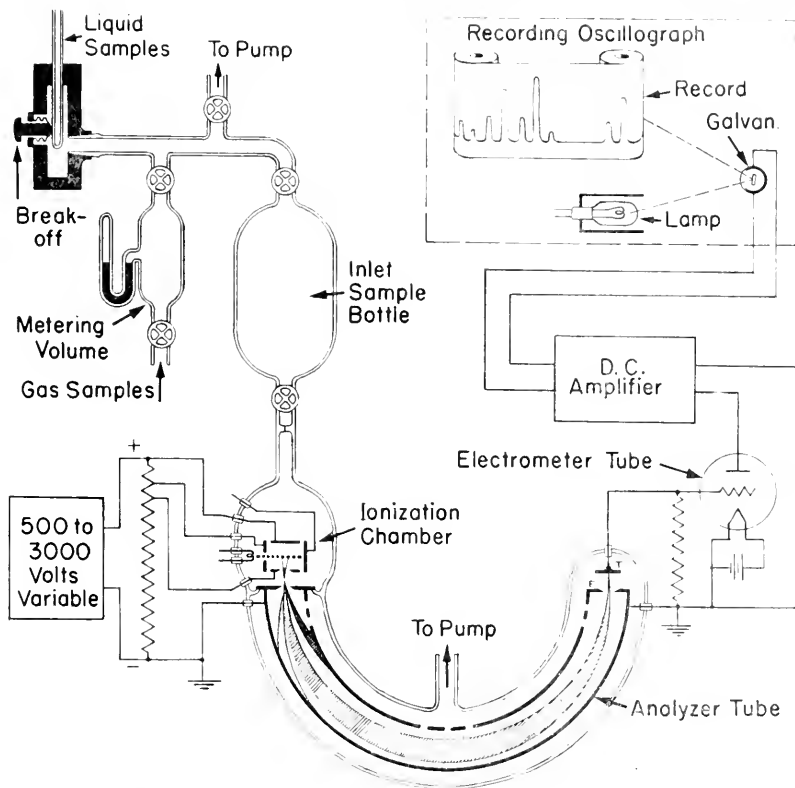 Liquid
Samples
To Pump
Recording Oscillograph
Record
Galvan.
Lamp
Break-
off
Inlet
Sample
Bottle
Metering
Volume
Gas Samples
D. C.
Amplifier
Electrometer Tube
+
500 to
3000
Volts
Variable
−
Ionization
Chamber
T
F
To Pump
Analyzer Tube